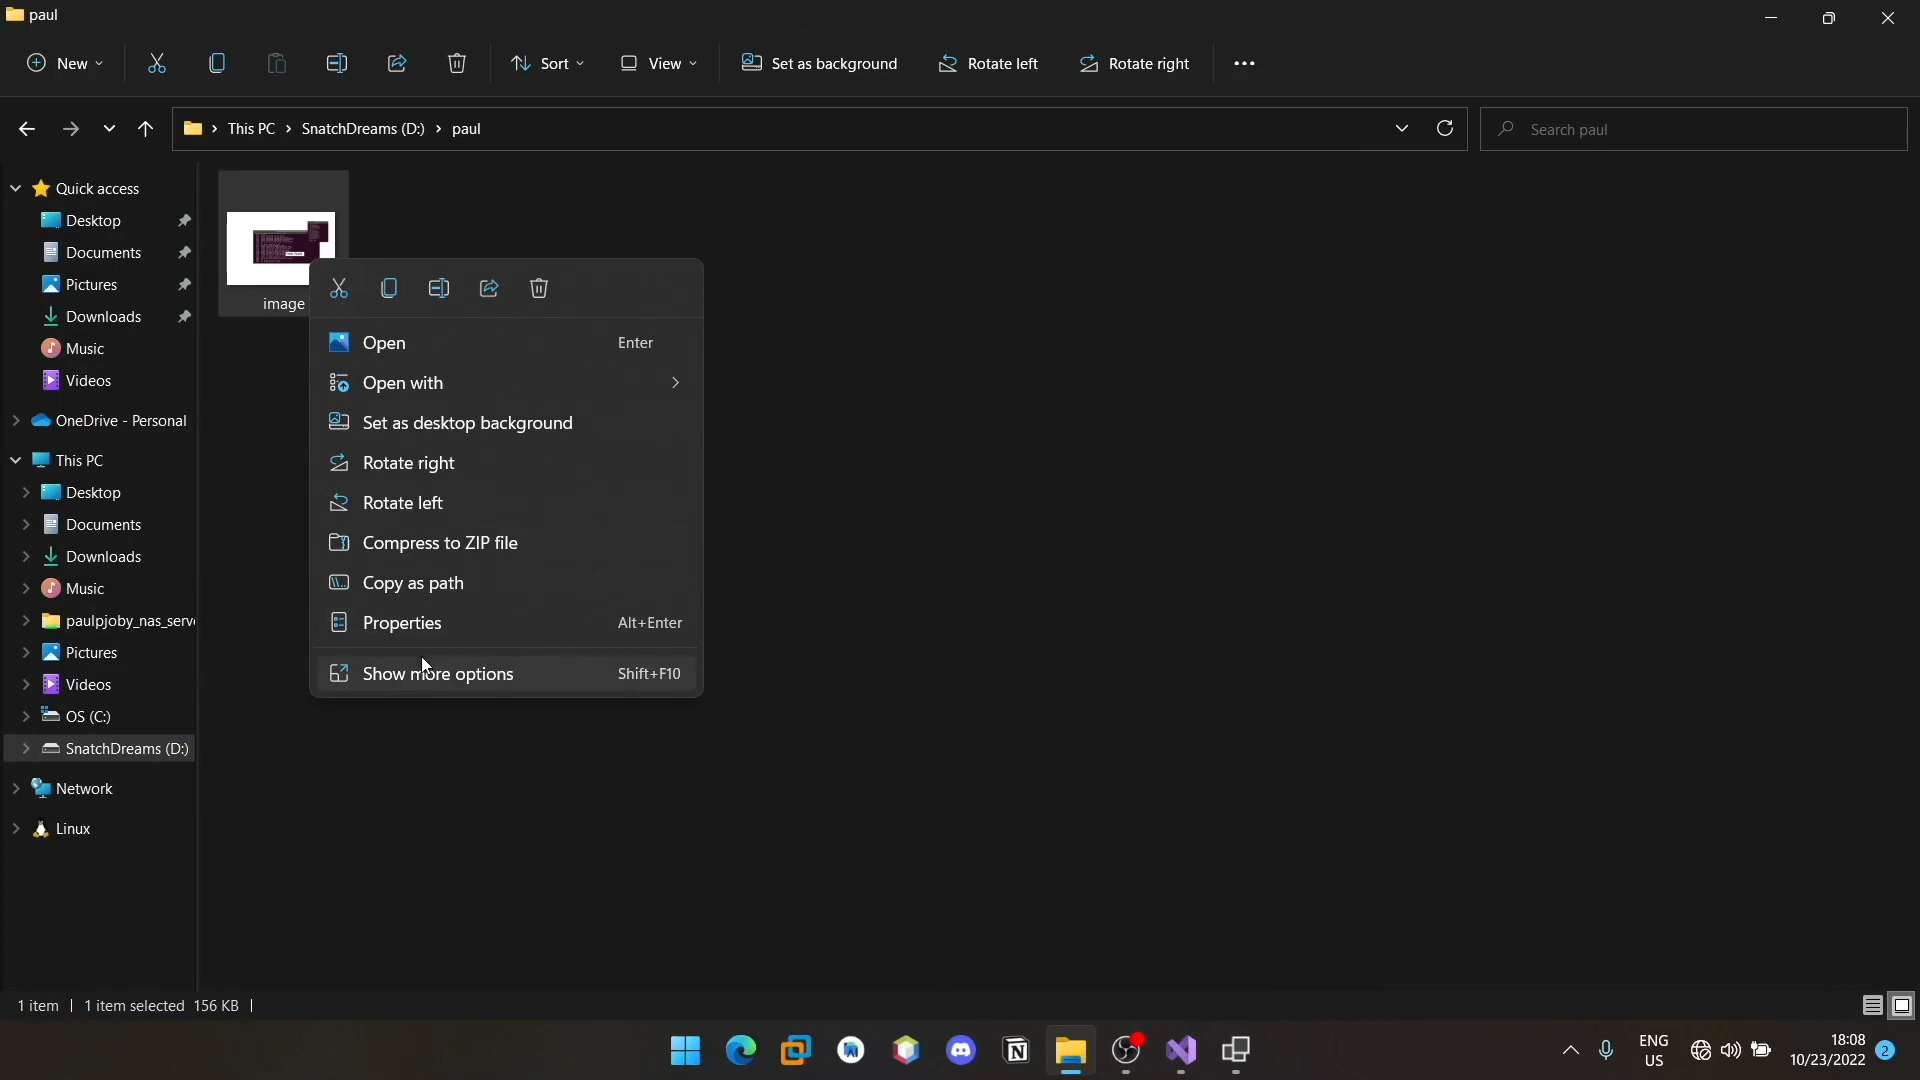 paul
New
Sort
View
Set as background
Rotate left
Rotate right
This PC
SnatchDreams (D:)
paul
Search paul
Quick access
Desktop
Documents
Pictures
Downloads
Music
Videos
OneDrive - Personal
This PC
Desktop
Documents
Downloads
Music
paulpjoby_nas_serv
Pictures
Videos
OS (C:)
SnatchDreams (D:)
Network
Linux
image
Open Enter
Open with
Set as desktop background
Rotate right
Rotate left
Compress to ZIP file
Copy as path
Properties Alt+Enter
Show more options Shift+F10
1 item
1 item selected 156 KB
ENG
US
18:08
10/23/2022
2